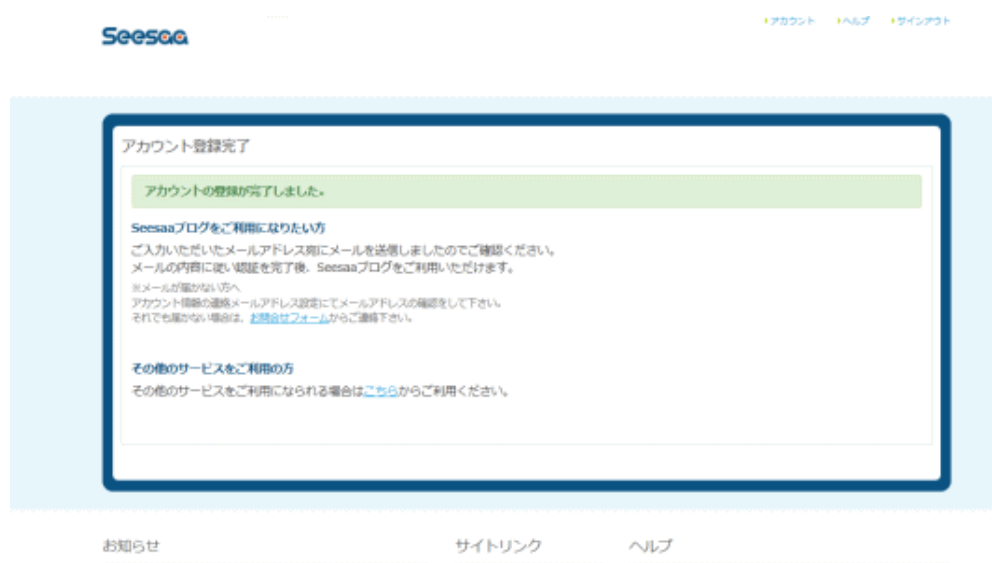 Seesaa
アカウント ヘルプ サインアウト
アカウント登録完了
アカウントの登録が完了しました。
Seesaaブログをご利用になりたい方
ご入力いただいたメールアドレス宛にメールを送信しましたのでご確認ください。
メールの内容に従い認証を完了後、Seesaaブログをご利用いただけます。
※メールが届かない方へ
アカウント情報の連絡メールアドレス設定にてメールアドレスの確認をして下さい。
それでも届かない場合は、お問合せフォームからご連絡下さい。
その他のサービスをご利用の方
その他のサービスをご利用になられる場合はこちらからご利用ください。
お知らせ サイトリンク ヘルプ